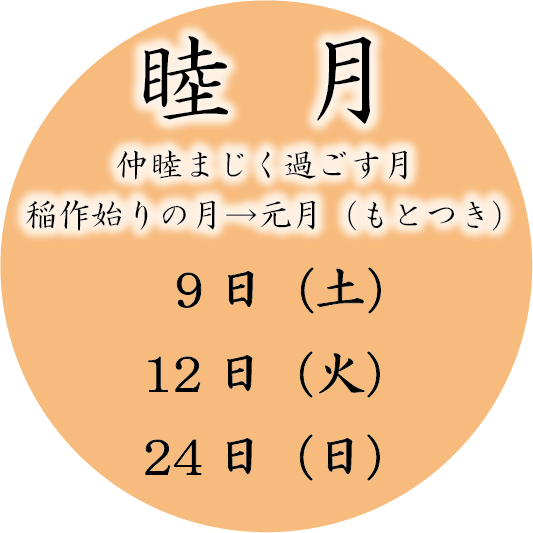 睦月
仲睦まじく過ごす月
稲作始りの月→元月（もとつき）
9日（土）
12日（火）
24日（日）